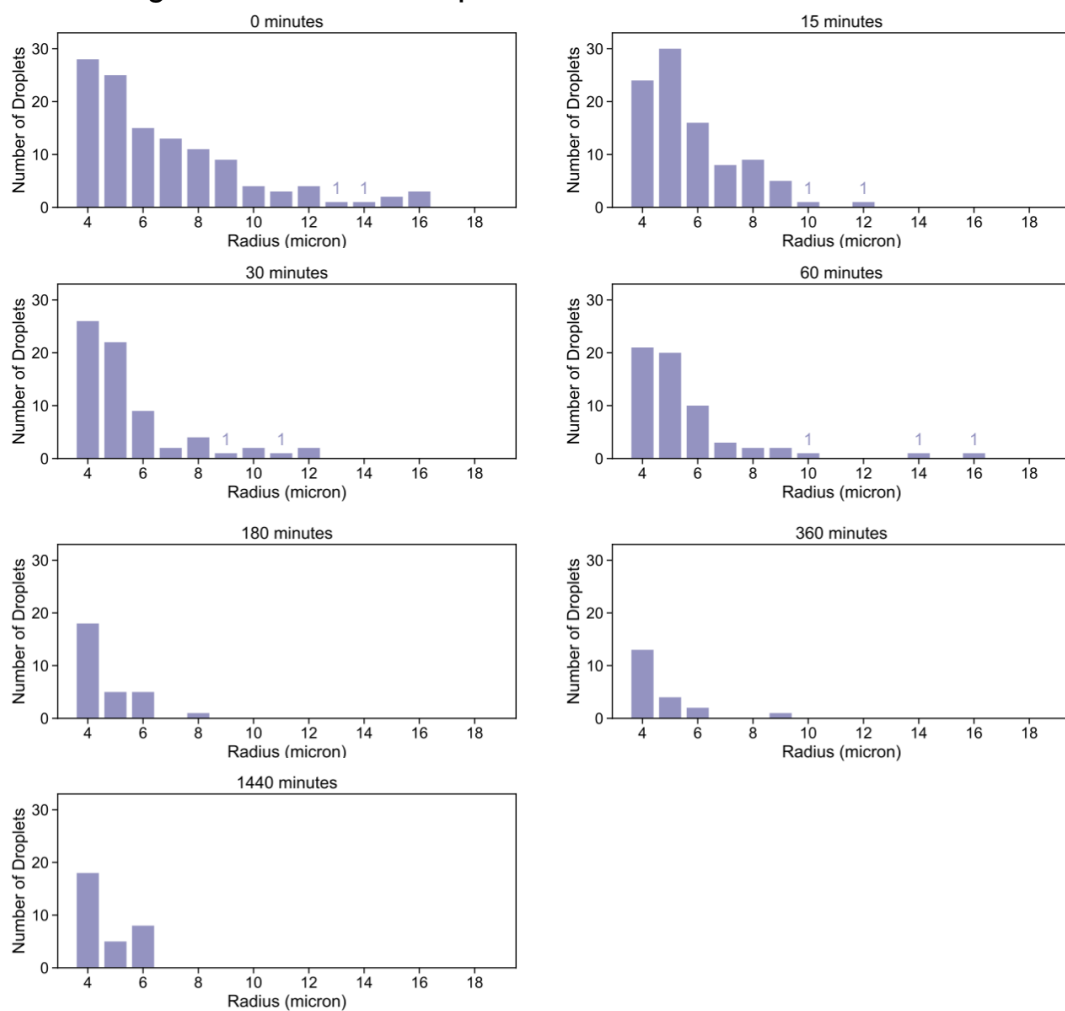 0 minutes
Number of Droplets
30
20
10
0
1 1
4 6 8 10 12 14 16 18
Radius (micron)
15 minutes
Number of Droplets
30
20
10
0
1 1
4 6 8 10 12 14 16 18
Radius (micron)
30 minutes
Number of Droplets
30
20
10
0
1 1
4 6 8 10 12 14 16 18
Radius (micron)
60 minutes
Number of Droplets
30
20
10
0
1 1 1
4 6 8 10 12 14 16 18
Radius (micron)
180 minutes
Number of Droplets
30
20
10
0
4 6 8 10 12 14 16 18
Radius (micron)
360 minutes
Number of Droplets
30
20
10
0
4 6 8 10 12 14 16 18
Radius (micron)
1440 minutes
Number of Droplets
30
20
10
0
4 6 8 10 12 14 16 18
Radius (micron)